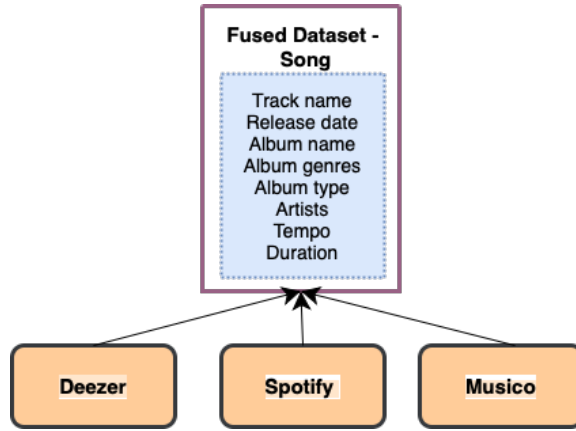 Fused Dataset -
Song
Track name
Release date
Album name
Album genres
Album type
Artists
Tempo
Duration
Deezer
Spotify
Musico